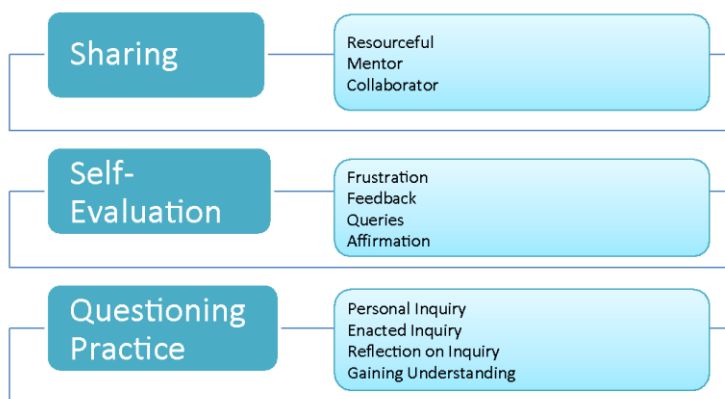 Sharing
Resourceful
Mentor
Collaborator
Self-
Evaluation
Frustration
Feedback
Queries
Affirmation
Questioning
Practice
Personal Inquiry
Enacted Inquiry
Reflection on Inquiry
Gaining Understanding